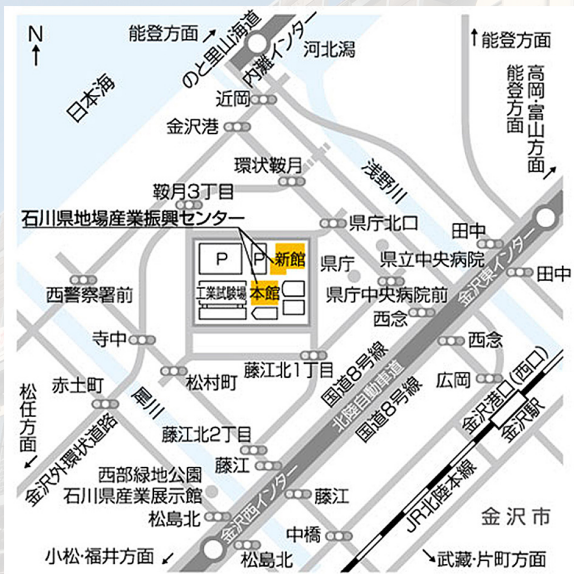 N
能登方面
のと里山海道
内灘インター
河北潟
能登方面
日本海
近岡
金沢港
高岡・富山方面
能登方面
環状鞍月
浅野川
鞍月3丁目
石川県地場産業振興センター
県庁北口
田中
P
P
新館
県庁
県立中央病院
金沢東インター
田中
西警察署前
工業試験場
本館
県庁中央病院前
西念
寺中
西念
藤江北1丁目
国道8号線
北陸自動車道
国道8号線
松村町
広岡
金沢港口(西口)
金沢駅
赤土町
犀川
松任方面
金沢外環状道路
藤江北2丁目
藤江
西部緑地公園
石川県産業展示館
金沢西インター
藤江
JR北陸本線
金沢市
松島北
中橋
小松・福井方面
松島北
武蔵・片町方面